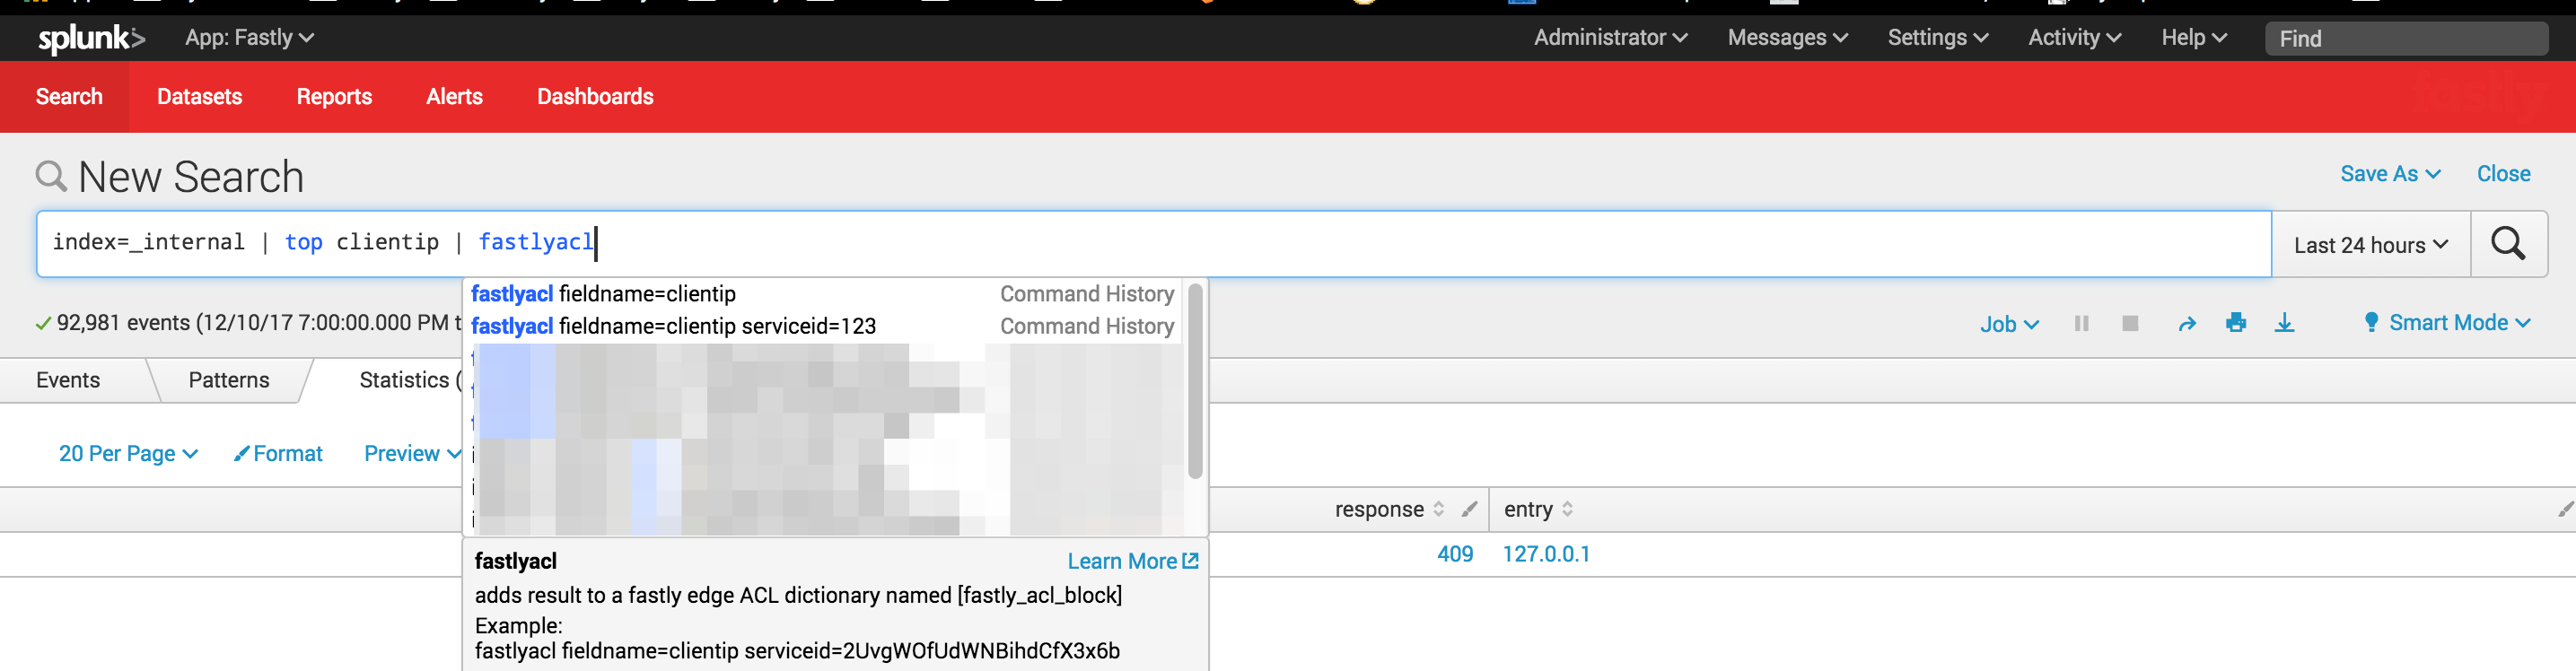 splunk> App: Fastly Administrator Messages Settings Activity Help Find
Search Datasets Reports Alerts Dashboards
New Search Save As Close
index=_internal | top clientip | fastlyacl Last 24 hours
fastlyacl fieldname=clientip Command History
92,981 events (12/10/17 7:00:00.000 PM t fastlyacl fieldname=clientip serviceid=123 Command History Job Smart Mode
Events Patterns Statistics (
20 Per Page Format Preview
response entry
409 127.0.0.1
fastlyacl Learn More
adds result to a fastly edge ACL dictionary named [fastly_acl_block]
Example:
fastlyacl fieldname=clientip serviceid=2UvgWOfUdWNBihdCfX3x6b